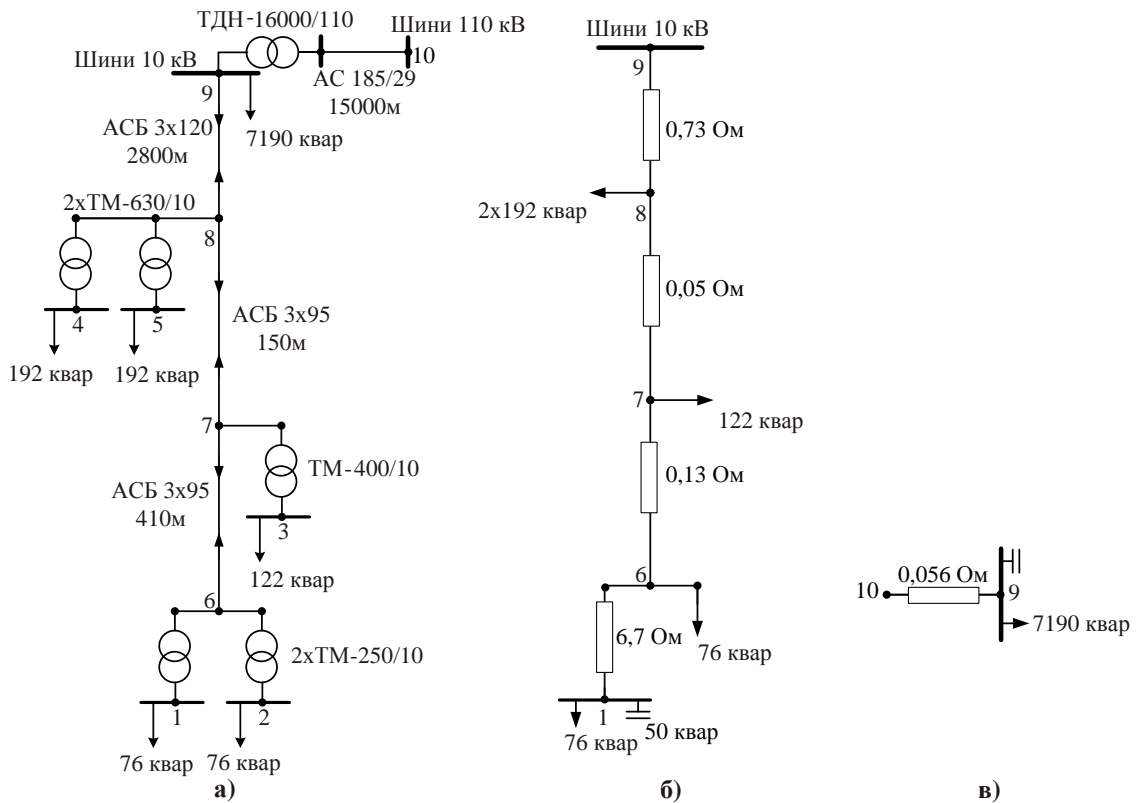 ТДН-16000/110
Шини 110 кВ
Шини 10 кВ
10
АС 185/29
15000м
9
7190 квар
АСБ 3х120
2800м
2хТМ-630/10
8
4
5
192 квар
192 квар
АСБ 3х95
150м
7
ТМ-400/10
АСБ 3х95
410м
3
122 квар
6
2хТМ-250/10
1
2
76 квар
76 квар
а)
Шини 10 кВ
9
0,73 Ом
2х192 квар
8
0,05 Ом
7
122 квар
0,13 Ом
6
6,7 Ом
76 квар
1
50 квар
76 квар
б)
0,056 Ом
10
9
7190 квар
в)